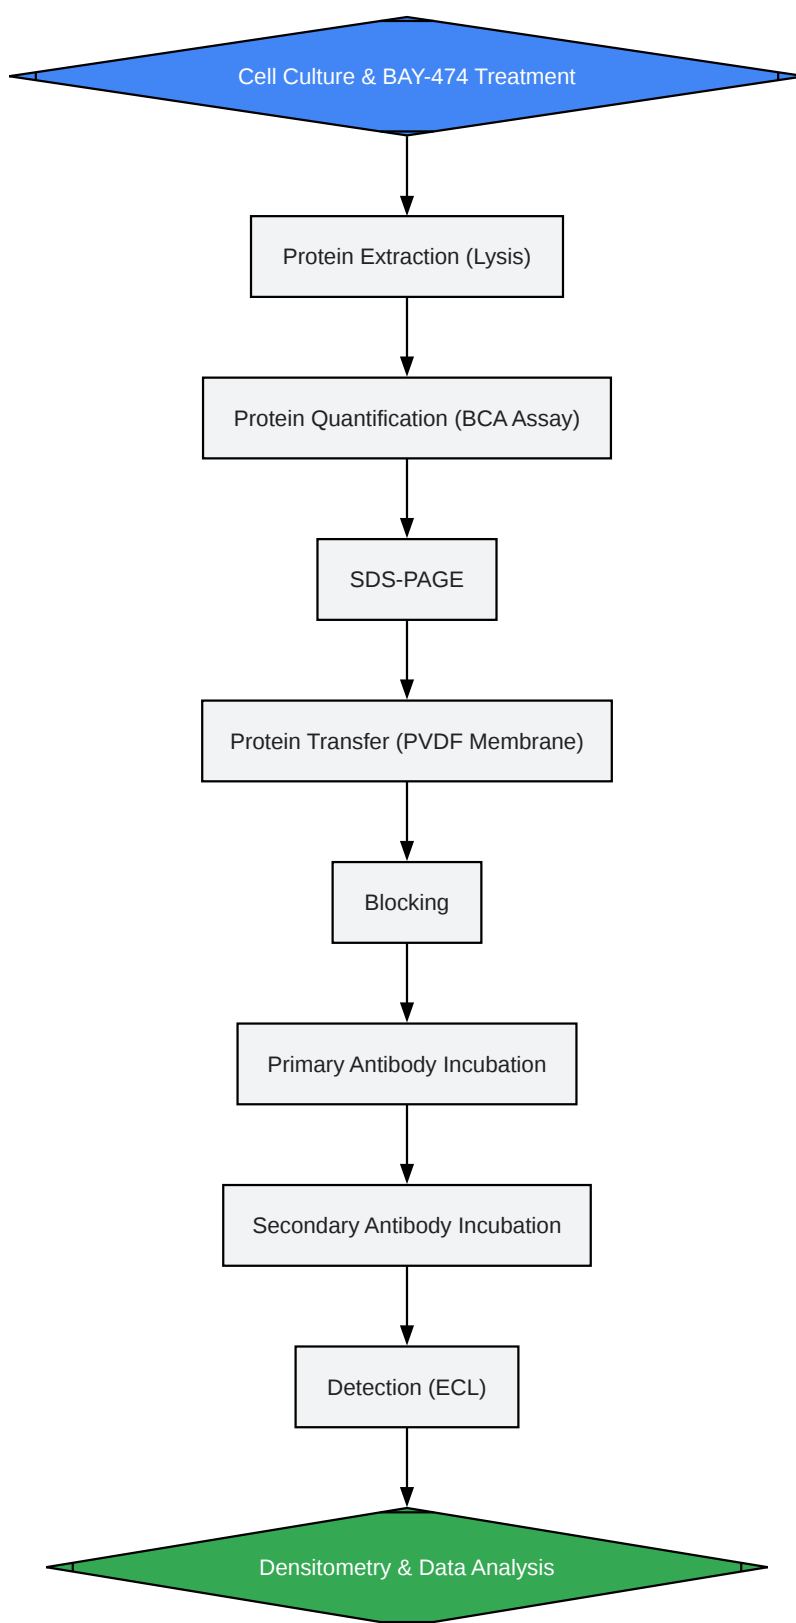 Cell Culture & BAY-474 Treatment
Protein Extraction (Lysis)
Protein Quantification (BCA Assay)
SDS-PAGE
Protein Transfer (PVDF Membrane)
Blocking
Primary Antibody Incubation
Secondary Antibody Incubation
Detection (ECL)
Densitometry & Data Analysis